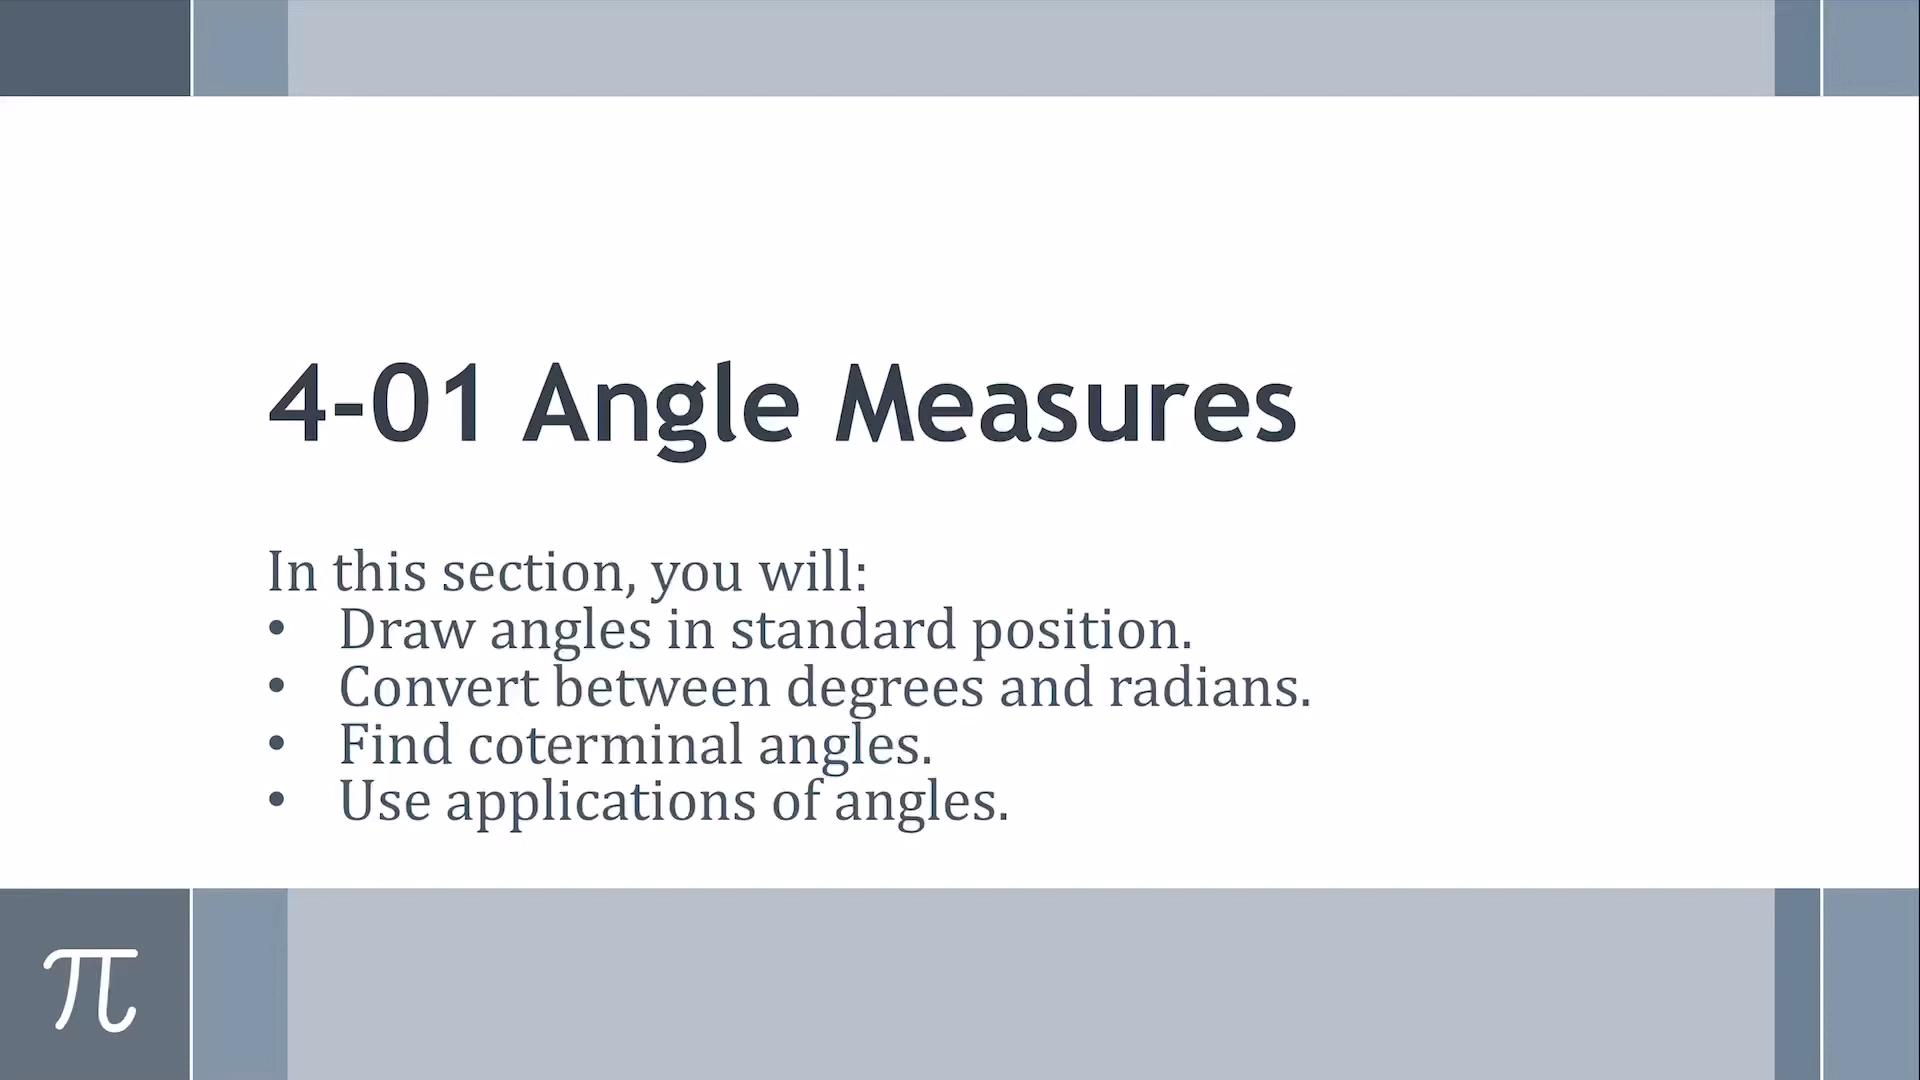 4-01 Angle Measures
In this section, you will:
• Draw angles in standard position.
• Convert between degrees and radians.
• Find coterminal angles.
• Use applications of angles.
π